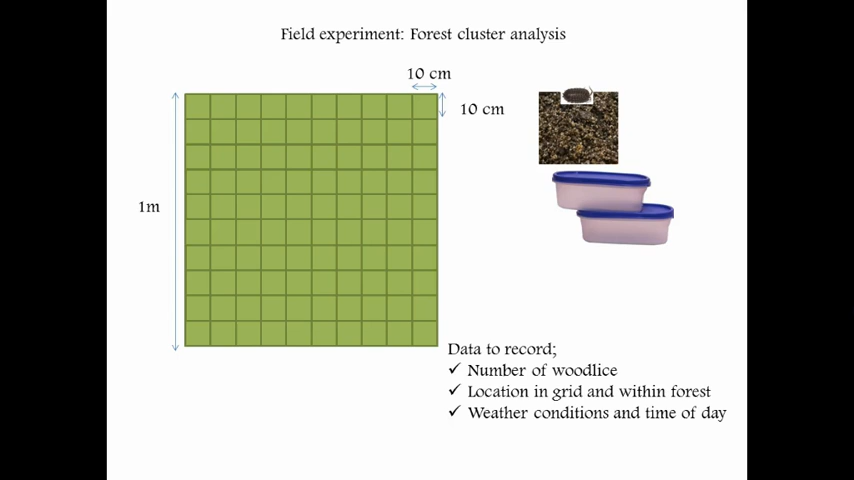 Field experiment: Forest cluster analysis
10 cm
10 cm
1m
Data to record;
✓ Number of woodlice
✓ Location in grid and within forest
✓ Weather conditions and time of day